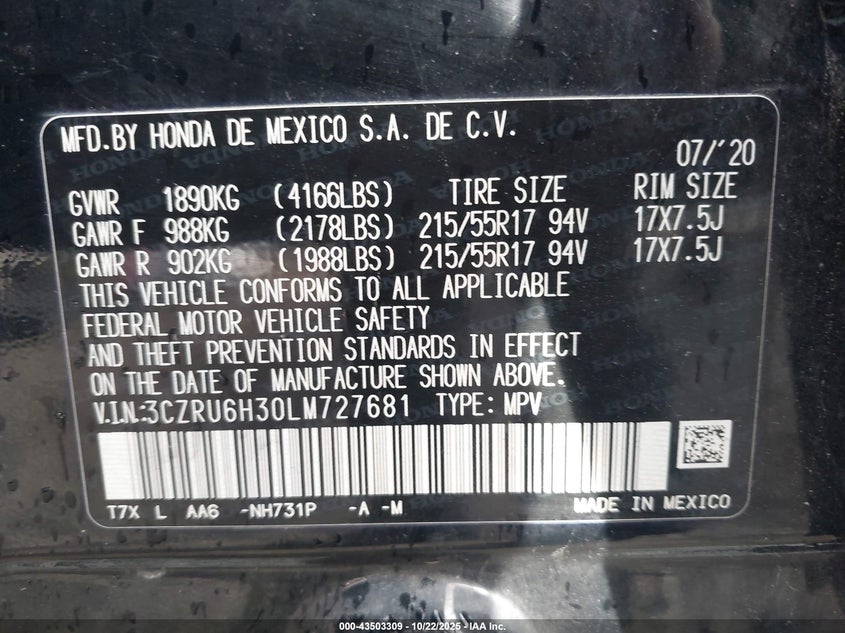 MFD.BY HONDA DE MEXICO S.A. DE C.V.
07/'20
GVWR 1890KG (4166LBS) TIRE SIZE RIM SIZE
GAWR F 988KG (2178LBS) 215/55R17 94V 17X7.5J
GAWR R 902KG (1988LBS) 215/55R17 94V 17X7.5J
THIS VEHICLE CONFORMS TO ALL APPLICABLE
FEDERAL MOTOR VEHICLE SAFETY
AND THEFT PREVENTION STANDARDS IN EFFECT
ON THE DATE OF MANUFACTURE SHOWN ABOVE.
V.I.N.:3CZRU6H30LM727681 TYPE: MPV
T7X L AA6 -NH731P -A -M MADE IN MEXICO
000-43503309 - 10/22/2025 - IAA Inc.